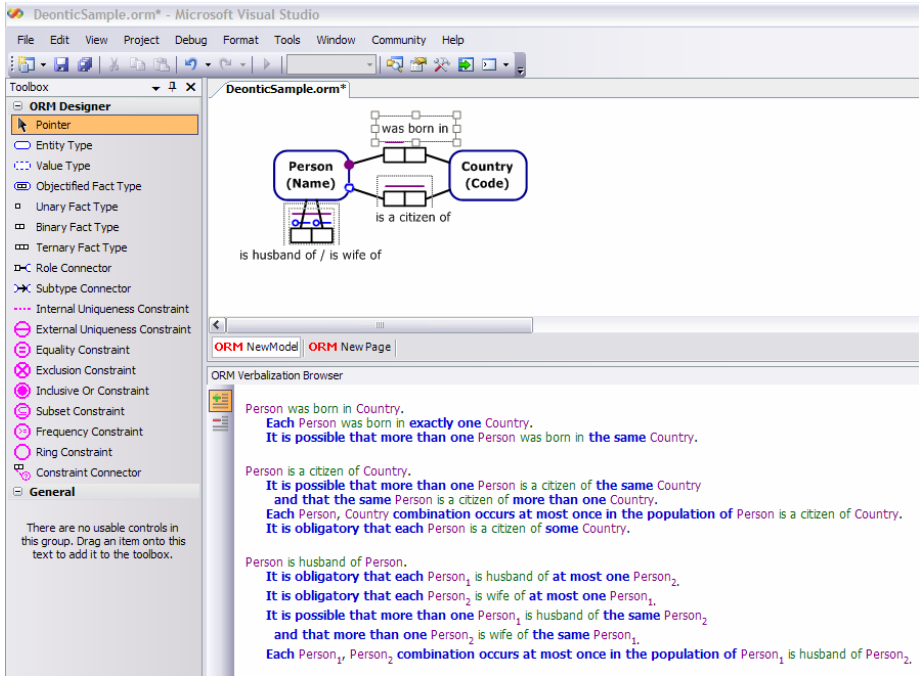 DeonticSample.orm* - Microsoft Visual Studio
File Edit View Project Debug Format Tools Window Community Help
Toolbox
ORM Designer
Pointer
Entity Type
Value Type
Objectified Fact Type
Unary Fact Type
Binary Fact Type
Ternary Fact Type
Role Connector
Subtype Connector
Internal Uniqueness Constraint
External Uniqueness Constraint
Equality Constraint
Exclusion Constraint
Inclusive Or Constraint
Subset Constraint
Frequency Constraint
Ring Constraint
Constraint Connector
General
There are no usable controls in
this group. Drag an item onto this
text to add it to the toolbox.
DeonticSample.orm*
was born in
Person
(Name)
Country
(Code)
is a citizen of
is husband of / is wife of
ORM NewModel ORM New Page
ORM Verbalization Browser
Person was born in Country.
Each Person was born in exactly one Country.
It is possible that more than one Person was born in the same Country.
Person is a citizen of Country.
It is possible that more than one Person is a citizen of the same Country
and that the same Person is a citizen of more than one Country.
Each Person, Country combination occurs at most once in the population of Person is a citizen of Country.
It is obligatory that each Person is a citizen of some Country.
Person is husband of Person.
It is obligatory that each Person1 is husband of at most one Person2.
It is obligatory that each Person2 is wife of at most one Person1.
It is possible that more than one Person1 is husband of the same Person2
and that more than one Person2 is wife of the same Person1.
Each Person1, Person2 combination occurs at most once in the population of Person1 is husband of Person2.